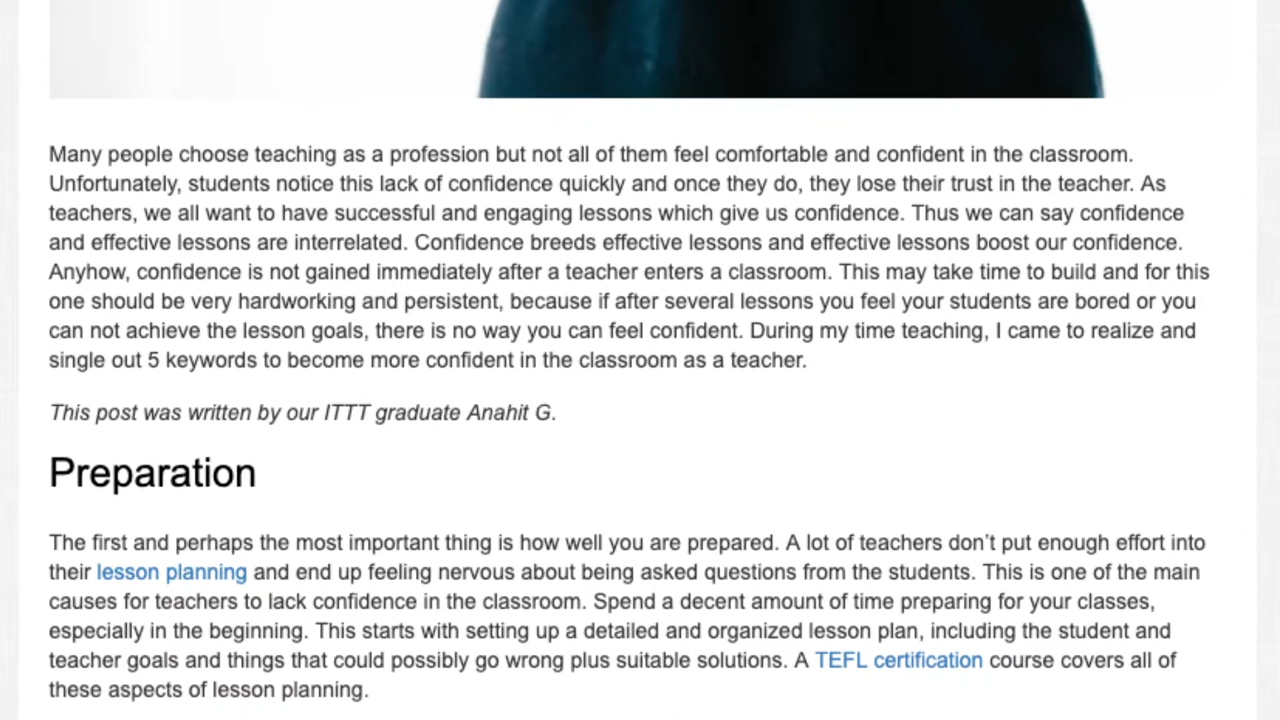 Many people choose teaching as a profession but not all of them feel comfortable and confident in the classroom.
Unfortunately, students notice this lack of confidence quickly and once they do, they lose their trust in the teacher. As
teachers, we all want to have successful and engaging lessons which give us confidence. Thus we can say confidence
and effective lessons are interrelated. Confidence breeds effective lessons and effective lessons boost our confidence.
Anyhow, confidence is not gained immediately after a teacher enters a classroom. This may take time to build and for this
one should be very hardworking and persistent, because if after several lessons you feel your students are bored or you
can not achieve the lesson goals, there is no way you can feel confident. During my time teaching, I came to realize and
single out 5 keywords to become more confident in the classroom as a teacher.
This post was written by our ITTT graduate Anahit G.
Preparation
The first and perhaps the most important thing is how well you are prepared. A lot of teachers don’t put enough effort into
their lesson planning and end up feeling nervous about being asked questions from the students. This is one of the main
causes for teachers to lack confidence in the classroom. Spend a decent amount of time preparing for your classes,
especially in the beginning. This starts with setting up a detailed and organized lesson plan, including the student and
teacher goals and things that could possibly go wrong plus suitable solutions. A TEFL certification course covers all of
these aspects of lesson planning.